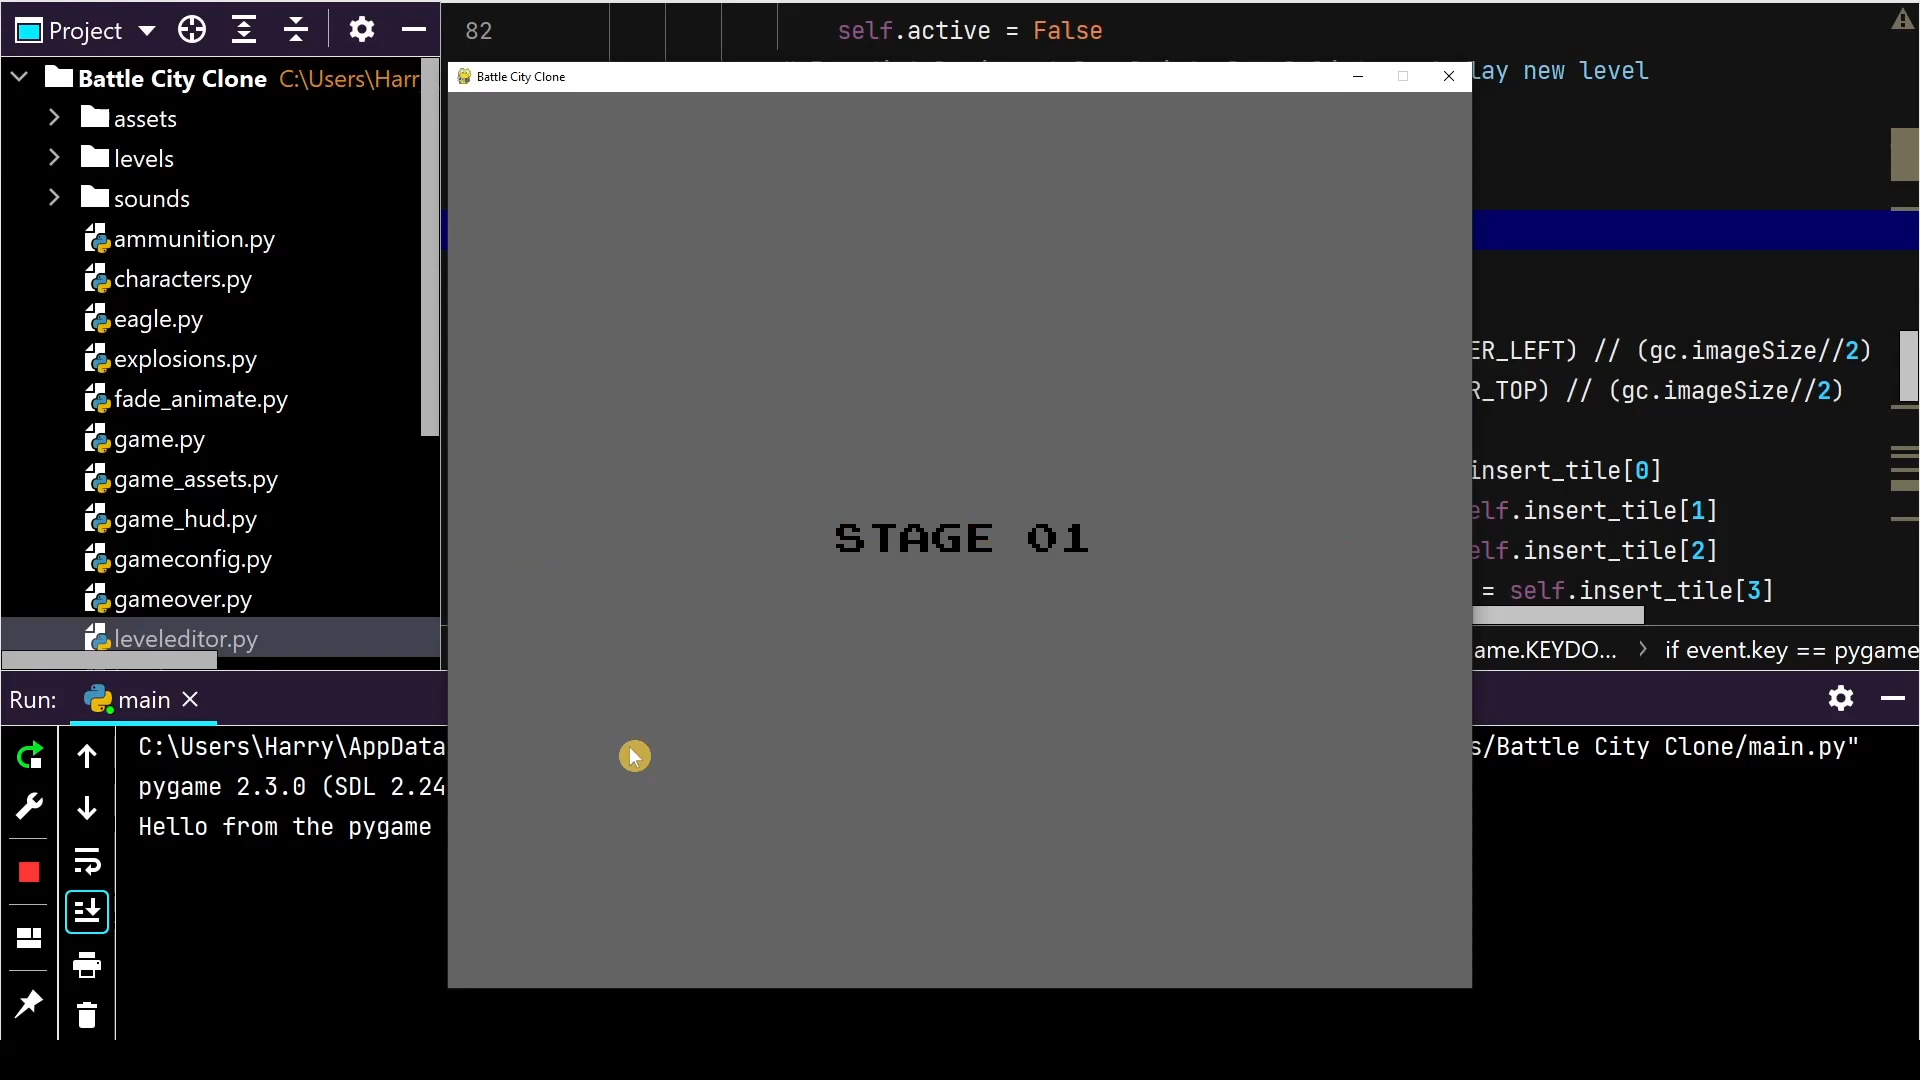 Project
82
self.active = False
Battle City Clone C:\Users\Harr
Battle City Clone
lay new level
assets
levels
sounds
ammunition.py
characters.py
eagle.py
ER_LEFT) // (gc.imageSize//2)
explosions.py
R_TOP) // (gc.imageSize//2)
fade_animate.py
game.py
insert_tile[0]
game_assets.py
elf.insert_tile[1]
game_hud.py
STAGE 01
elf.insert_tile[2]
gameconfig.py
= self.insert_tile[3]
gameover.py
leveleditor.py
ame.KEYDO... > if event.key == pygame
Run: main
C:\Users\Harry\AppData
s/Battle City Clone/main.py"
pygame 2.3.0 (SDL 2.24
Hello from the pygame